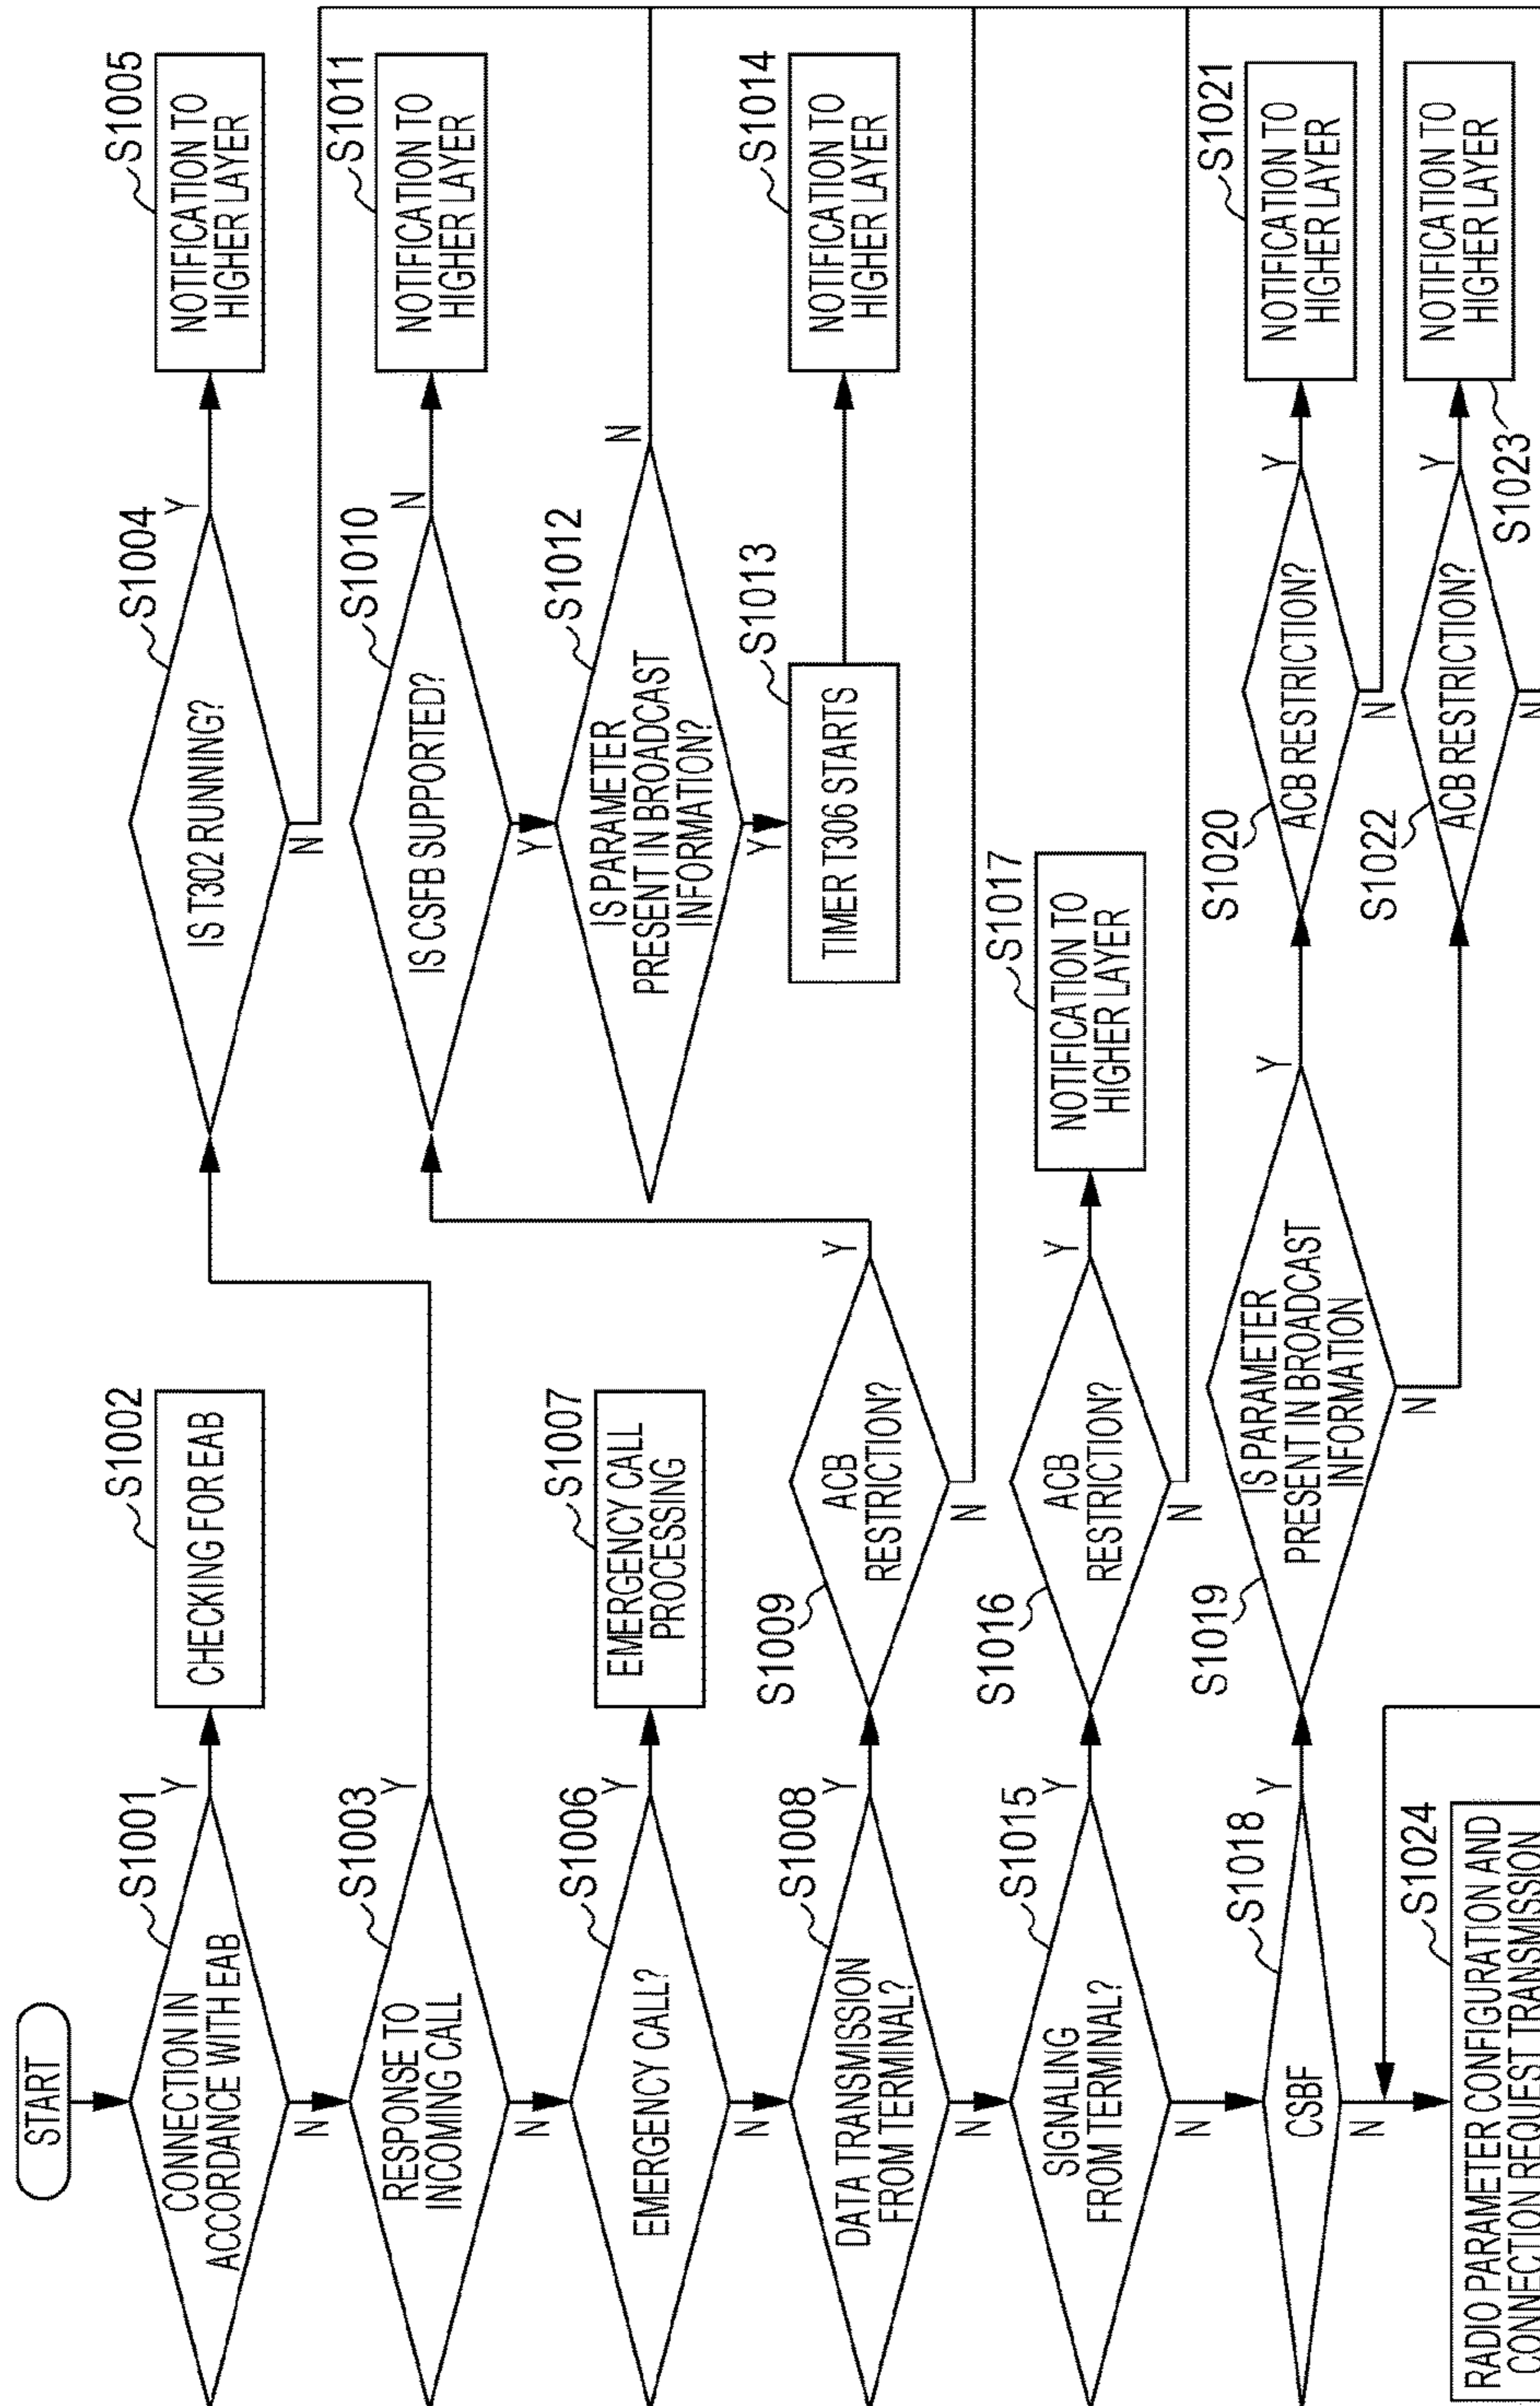 START
CONNECTION IN
ACCORDANCE WITH EAB
S1001
Y
N
CHECKING FOR EAB
S1002
RESPONSE TO
INCOMING CALL
S1003
Y
N
IS T302 RUNNING?
S1004
Y
N
NOTIFICATION TO
HIGHER LAYER
S1005
EMERGENCY CALL?
S1006
Y
N
EMERGENCY CALL
PROCESSING
S1007
DATA TRANSMISSION
FROM TERMINAL?
S1008
Y
N
ACB
RESTRICTION?
S1009
Y
N
IS CSFB SUPPORTED?
S1010
N
Y
NOTIFICATION TO
HIGHER LAYER
S1011
IS PARAMETER
PRESENT IN BROADCAST
INFORMATION?
S1012
N
Y
TIMER T306 STARTS
S1013
NOTIFICATION TO
HIGHER LAYER
S1014
SIGNALING
FROM TERMINAL?
S1015
Y
N
ACB
RESTRICTION?
S1016
Y
N
NOTIFICATION TO
HIGHER LAYER
S1017
CSBF
S1018
Y
N
IS PARAMETER
PRESENT IN BROADCAST
INFORMATION
S1019
Y
N
ACB RESTRICTION?
S1020
Y
N
NOTIFICATION TO
HIGHER LAYER
S1021
ACB RESTRICTION?
S1022
Y
N
NOTIFICATION TO
HIGHER LAYER
S1023
RADIO PARAMETER CONFIGURATION AND
CONNECTION REQUEST TRANSMISSION
S1024